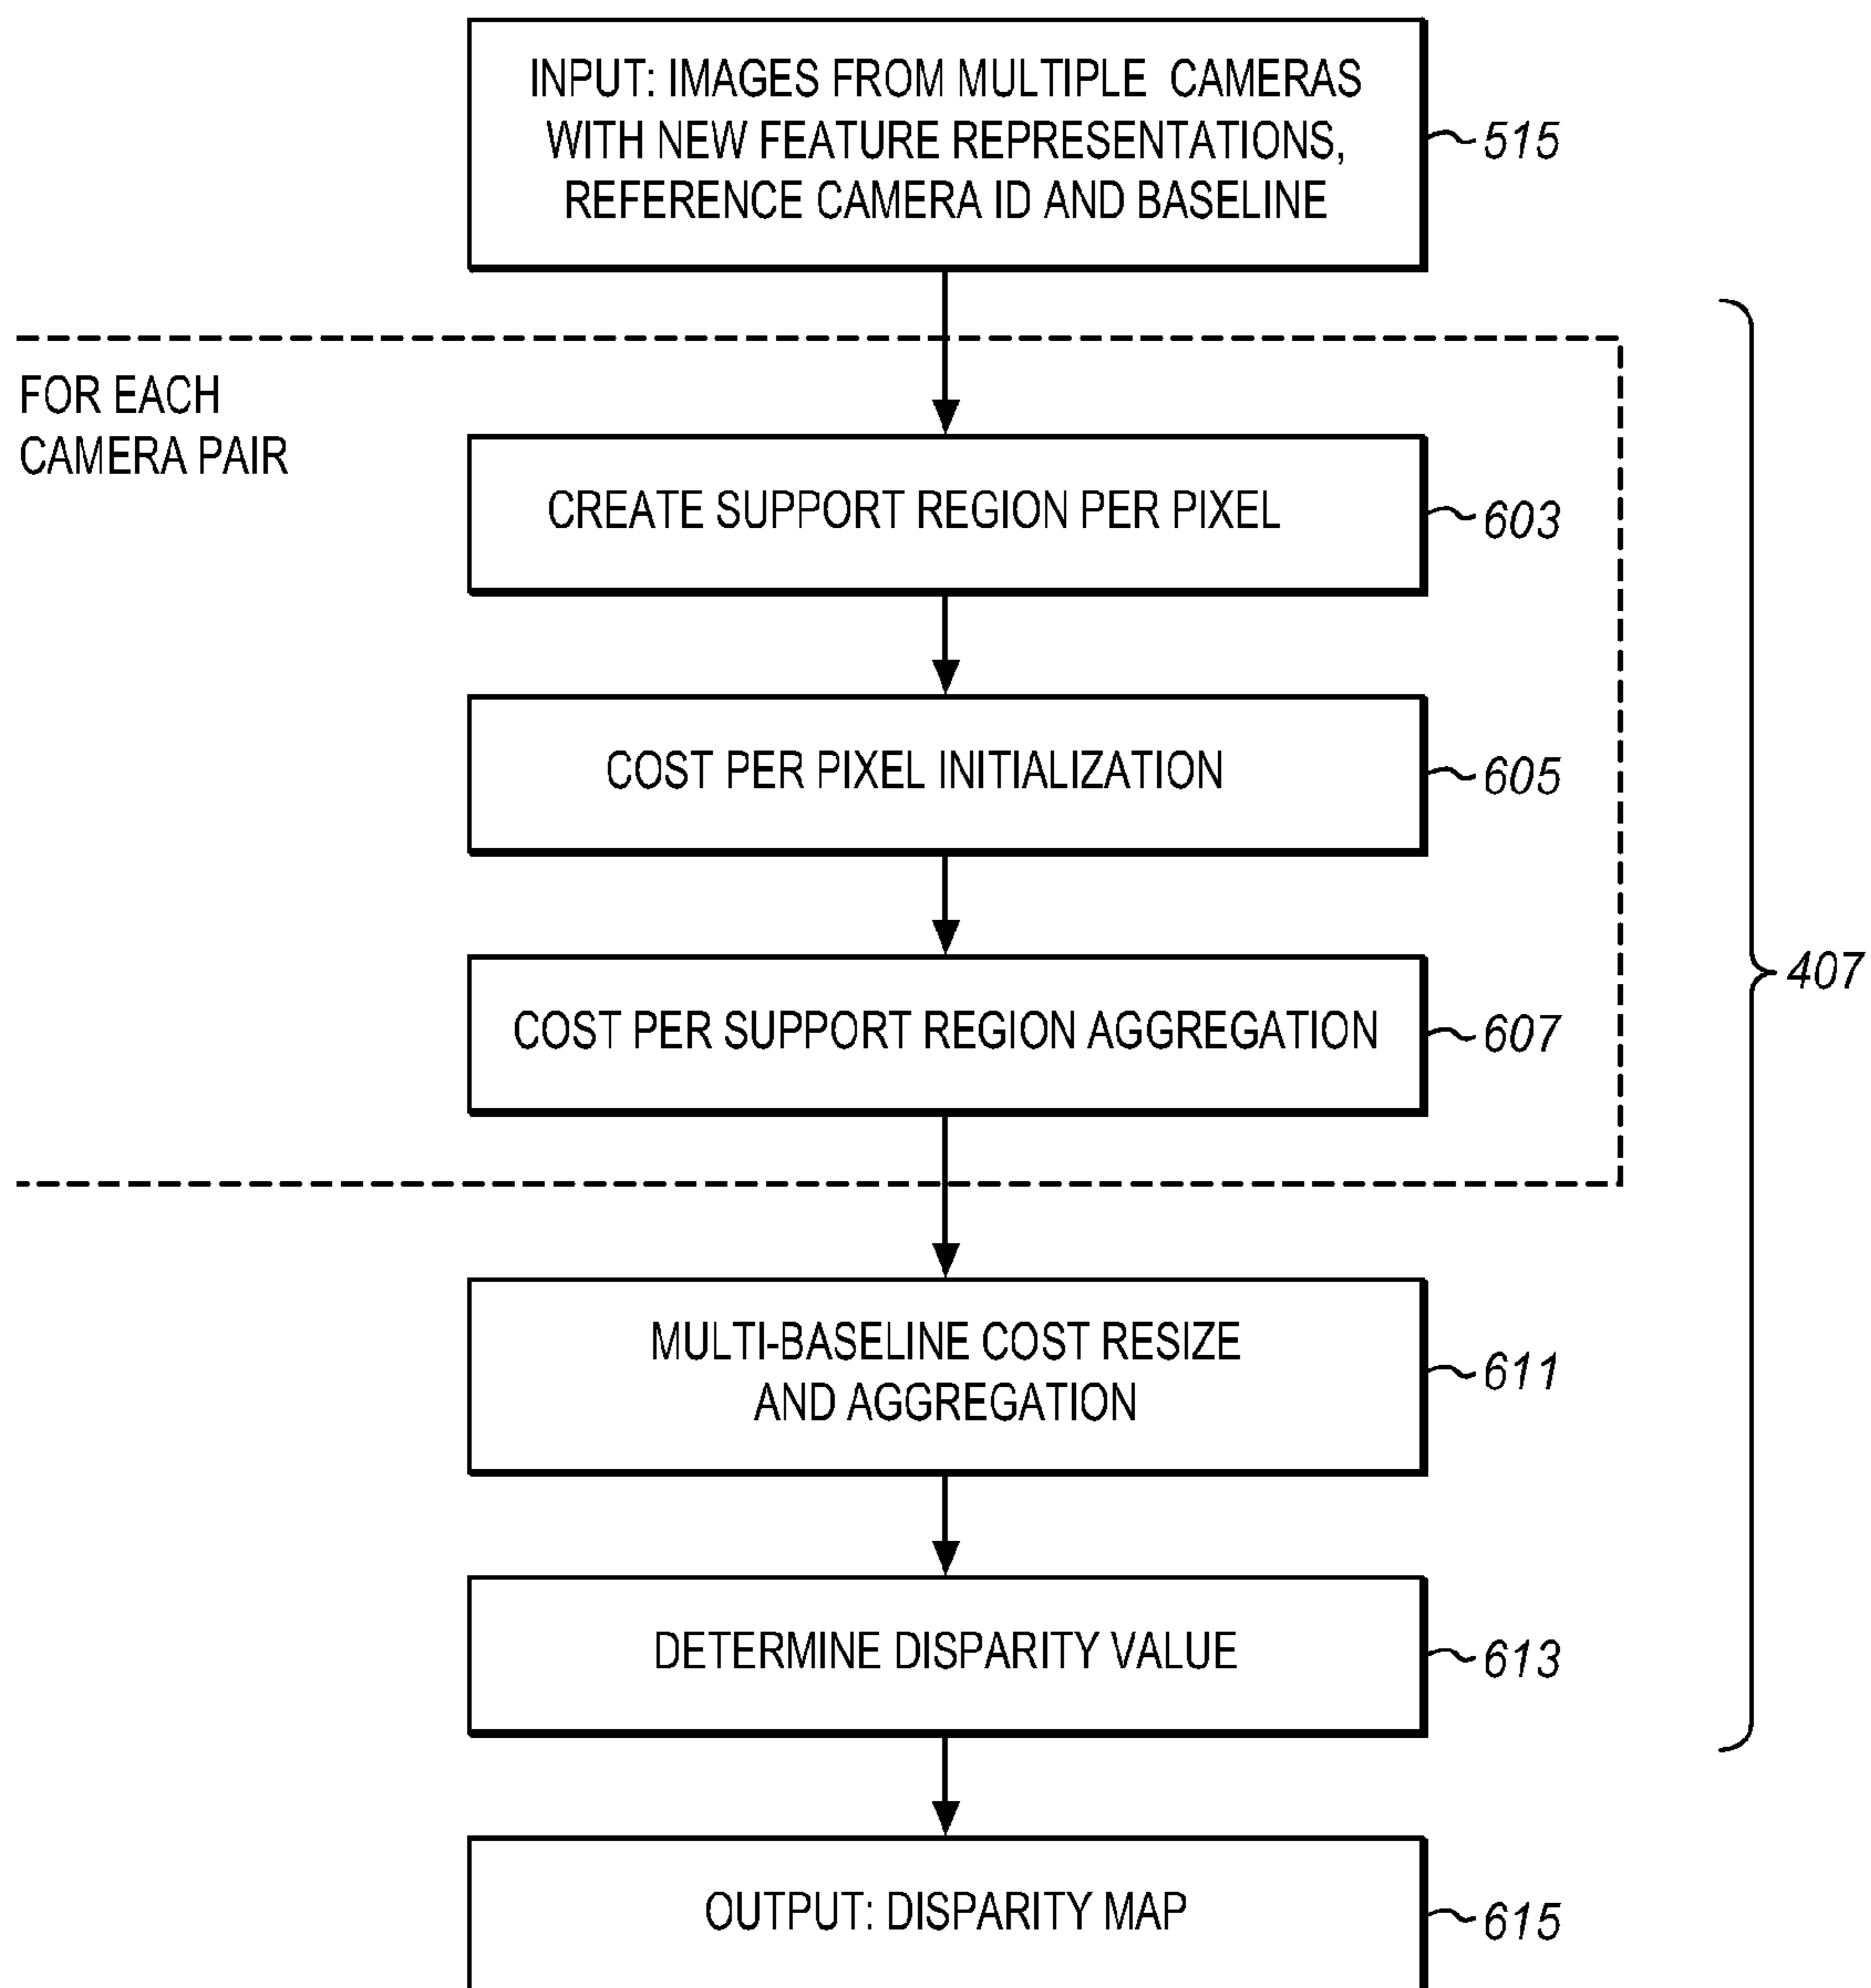 INPUT: IMAGES FROM MULTIPLE CAMERAS
WITH NEW FEATURE REPRESENTATIONS,
REFERENCE CAMERA ID AND BASELINE
515
FOR EACH
CAMERA PAIR
CREATE SUPPORT REGION PER PIXEL
603
COST PER PIXEL INITIALIZATION
605
COST PER SUPPORT REGION AGGREGATION
607
407
MULTI-BASELINE COST RESIZE
AND AGGREGATION
611
DETERMINE DISPARITY VALUE
613
OUTPUT: DISPARITY MAP
615